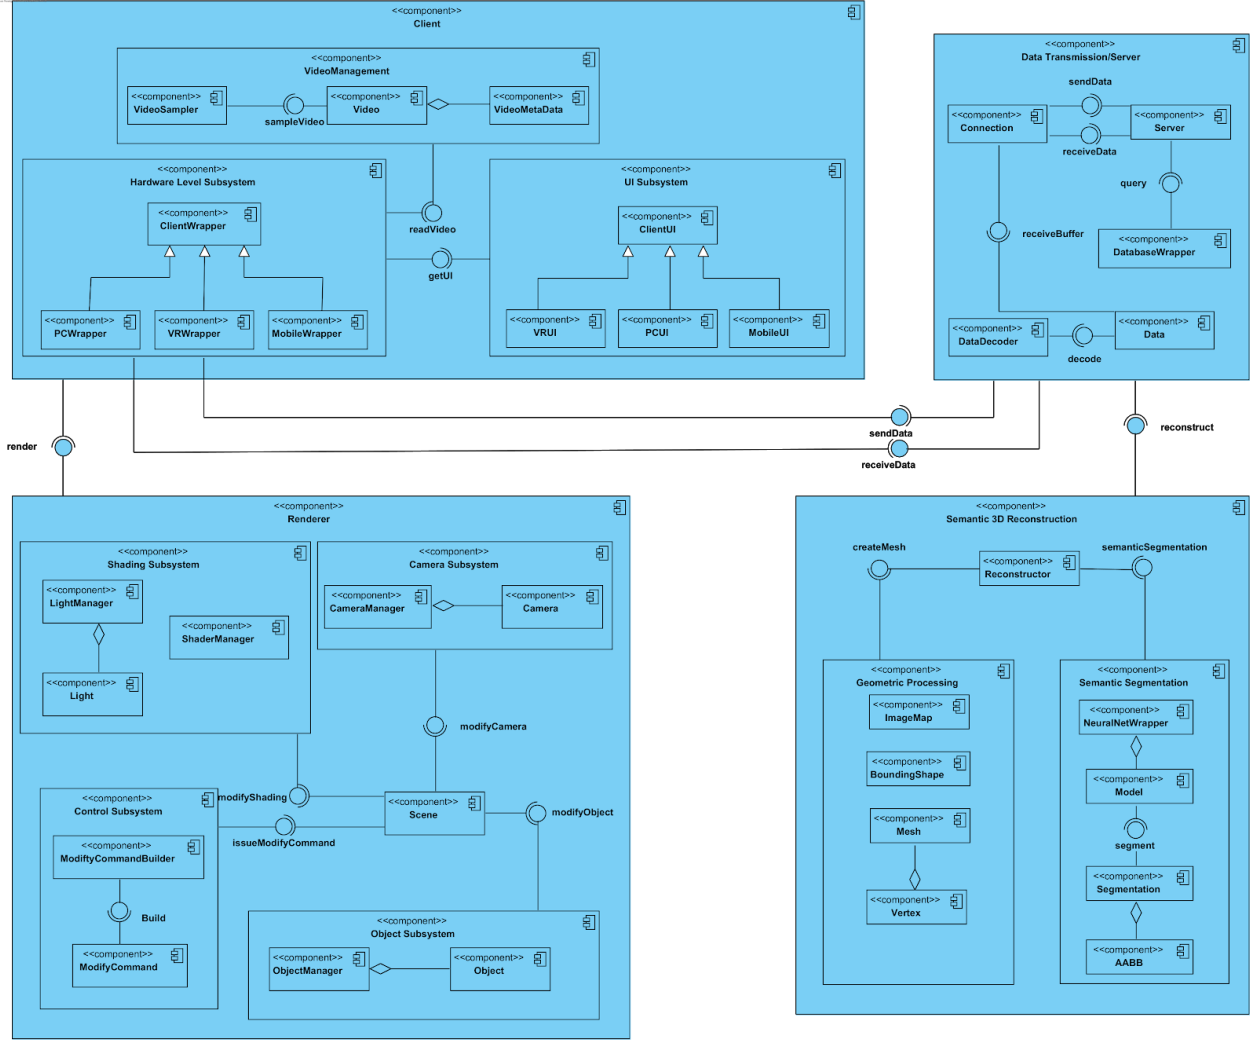 <<component>>
Client
<<component>>
VideoManagement
<<component>>
VideoSampler
sampleVideo
<<component>>
Video
<<component>>
VideoMetaData
<<component>>
Hardware Level Subsystem
<<component>>
ClientWrapper
<<component>>
PCWrapper
<<component>>
VRWrapper
<<component>>
MobileWrapper
readVideo
getUI
<<component>>
UI Subsystem
<<component>>
ClientUI
<<component>>
VRUI
<<component>>
PCUI
<<component>>
MobileUI
<<component>>
Data Transmission/Server
sendData
<<component>>
Connection
<<component>>
Server
receiveData
query
receiveBuffer
<<component>>
DatabaseWrapper
<<component>>
DataDecoder
decode
<<component>>
Data
render
sendData
receiveData
reconstruct
<<component>>
Renderer
<<component>>
Shading Subsystem
<<component>>
LightManager
<<component>>
ShaderManager
<<component>>
Light
<<component>>
Camera Subsystem
<<component>>
CameraManager
<<component>>
Camera
modifyCamera
modifyShading
<<component>>
Scene
modifyObject
issueModifyCommand
<<component>>
Control Subsystem
<<component>>
ModiftyCommandBuilder
Build
<<component>>
ModifyCommand
<<component>>
Object Subsystem
<<component>>
ObjectManager
<<component>>
Object
<<component>>
Semantic 3D Reconstruction
createMesh
<<component>>
Reconstructor
semanticSegmentation
<<component>>
Geometric Processing
<<component>>
ImageMap
<<component>>
BoundingShape
<<component>>
Mesh
<<component>>
Vertex
<<component>>
Semantic Segmentation
<<component>>
NeuralNetWrapper
<<component>>
Model
segment
<<component>>
Segmentation
<<component>>
AABB